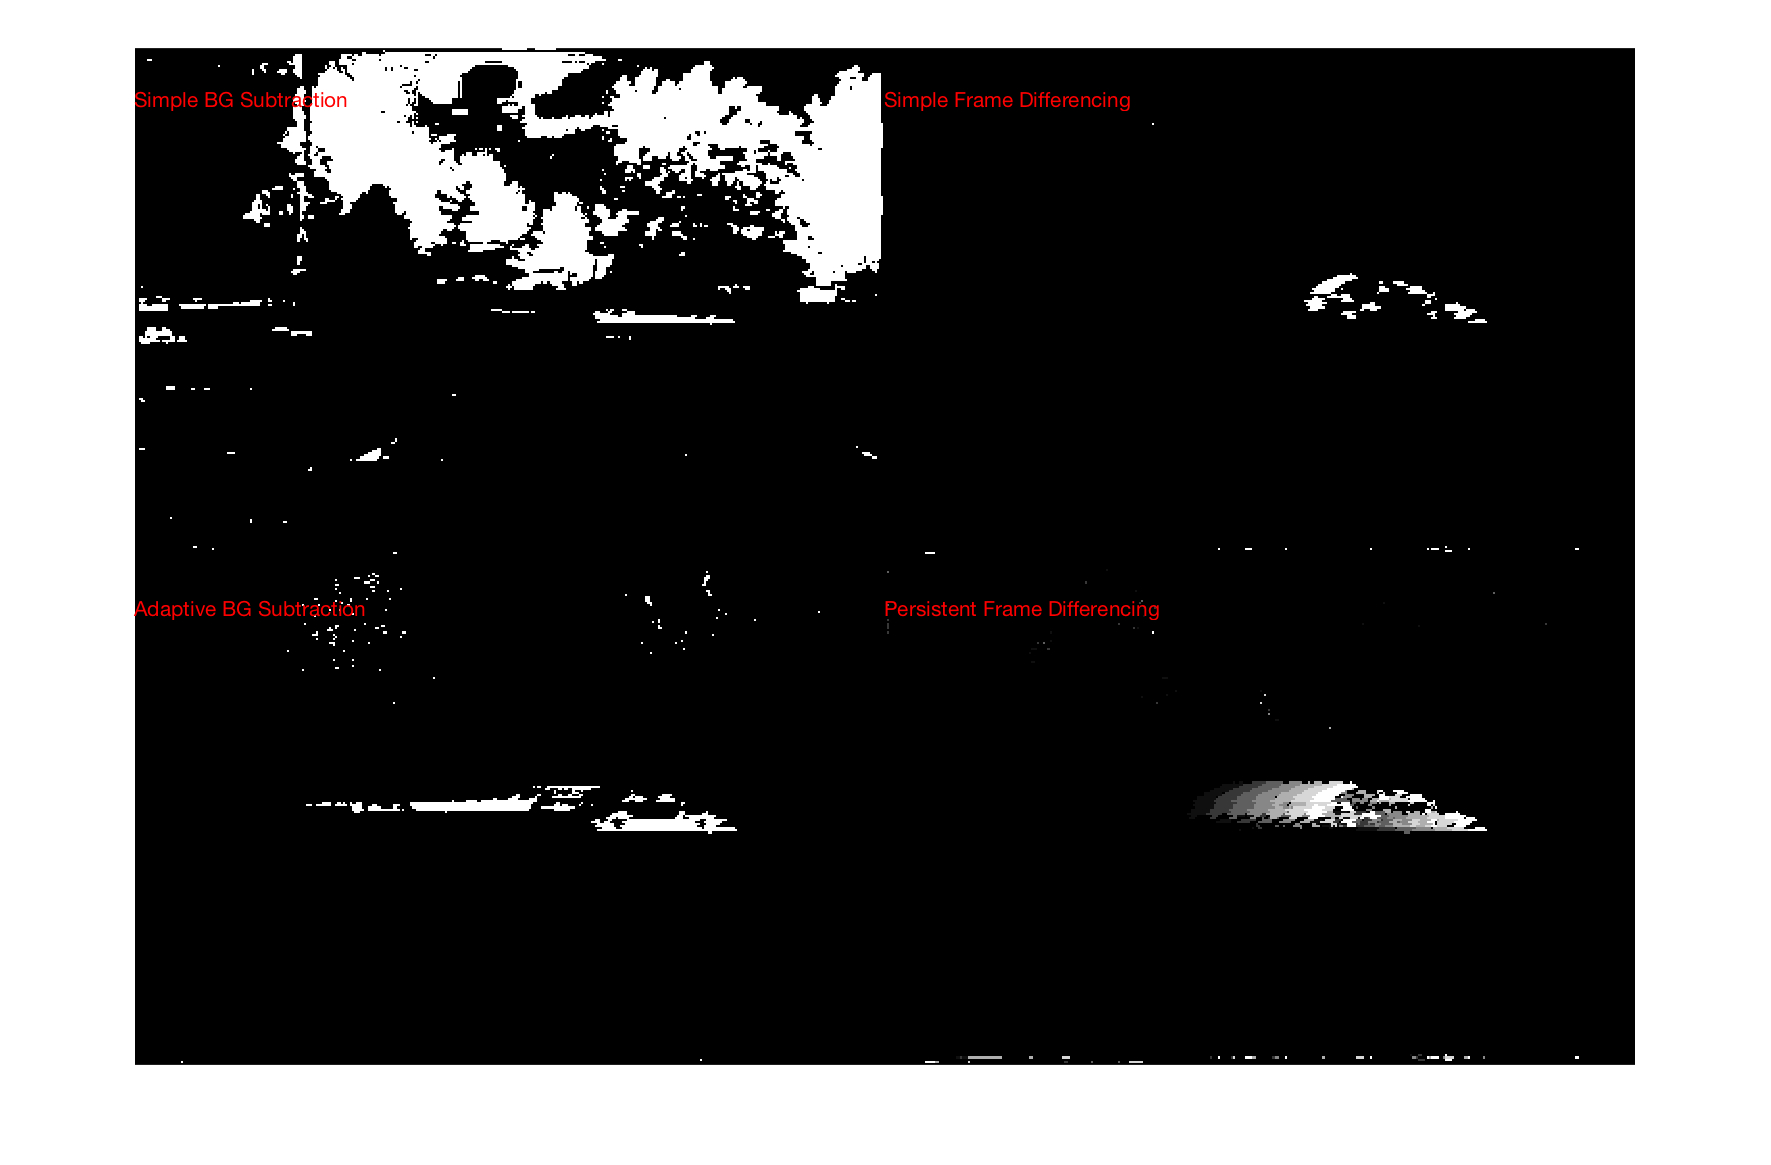 Simple BG Subtraction
Simple Frame Differencing
Adaptive BG Subtraction
Persistent Frame Differencing